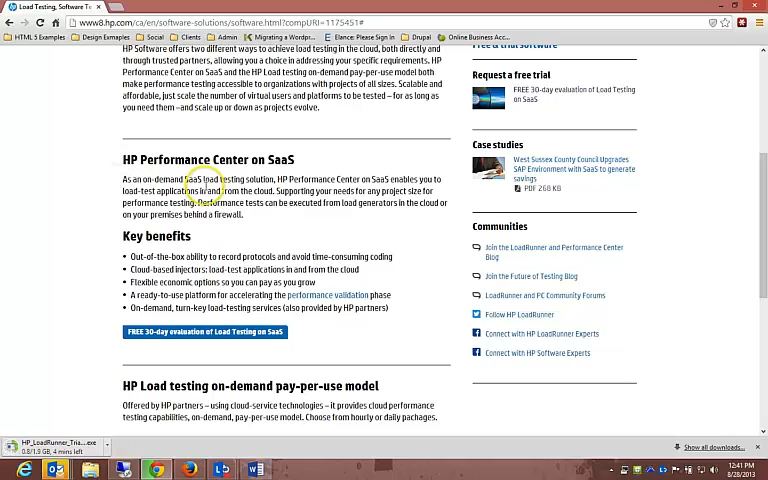 Load Testing, Software Te
www8.hp.com/ca/en/software-solutions/software.html?compURI=1175451#
HTML 5 Examples
Design Exmaples
Social
Clients
Admin
Migrating a Wordpr...
Elance: Please Sign In
Drupal
Online Business Acc...
HP Software offers two different ways to achieve load testing in the cloud, both directly and
through trusted partners, allowing you a choice in addressing your specific requirements. HP
Performance Center on SaaS and the HP Load testing on-demand pay-per-use model both
make performance testing accessible to organizations with projects of all sizes. Scalable and
affordable, just scale the number of virtual users and platforms to be tested – for as long as
you need them –and scale up or down as projects evolve.
HP Performance Center on SaaS
As an on-demand SaaS load testing solution, HP Performance Center on SaaS enables you to
load-test applications in and from the cloud. Supporting your needs for any project size for
performance testing. Performance tests can be executed from load generators in the cloud or
on your premises behind a firewall.
Key benefits
• Out-of-the-box ability to record protocols and avoid time-consuming coding
• Cloud-based injectors: load-test applications in and from the cloud
• Flexible economic options so you can pay as you grow
• A ready-to-use platform for accelerating the performance validation phase
• On-demand, turn-key load-testing services (also provided by HP partners)
FREE 30-day evaluation of Load Testing on SaaS
HP Load testing on-demand pay-per-use model
Offered by HP partners – using cloud-service technologies – it provides cloud performance
testing capabilities, on-demand, pay-per-use model. Choose from hourly or daily packages.
Free & trial software
Request a free trial
FREE 30-day evaluation of Load Testing
on SaaS
Case studies
West Sussex County Council Upgrades
SAP Environment with SaaS to generate
savings
PDF 268 KB
Communities
Join the LoadRunner and Performance Center
Blog
Join the Future of Testing Blog
LoadRunner and PC Community Forums
Follow HP LoadRunner
Connect with HP LoadRunner Experts
Connect with HP Software Experts
HP_LoadRunner_Tria....exe
0.8/1.9 GB, 4 mins left
Show all downloads...
12:41 PM
8/28/2013